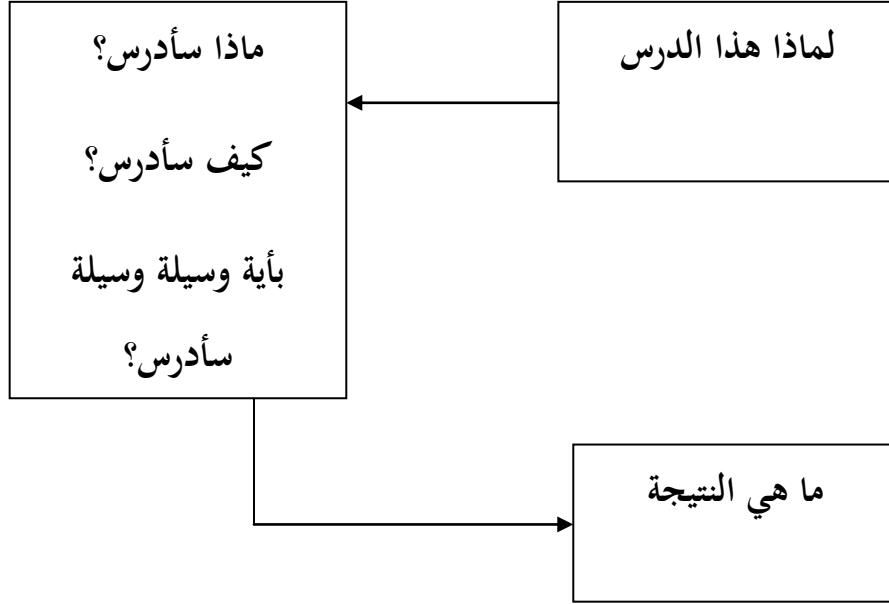 لماذا هذا الدرس
ماذا سأدرس؟
كيف سأدرس؟
بأية وسيلة وسيلة
سأدرس؟
ما هي النتيجة